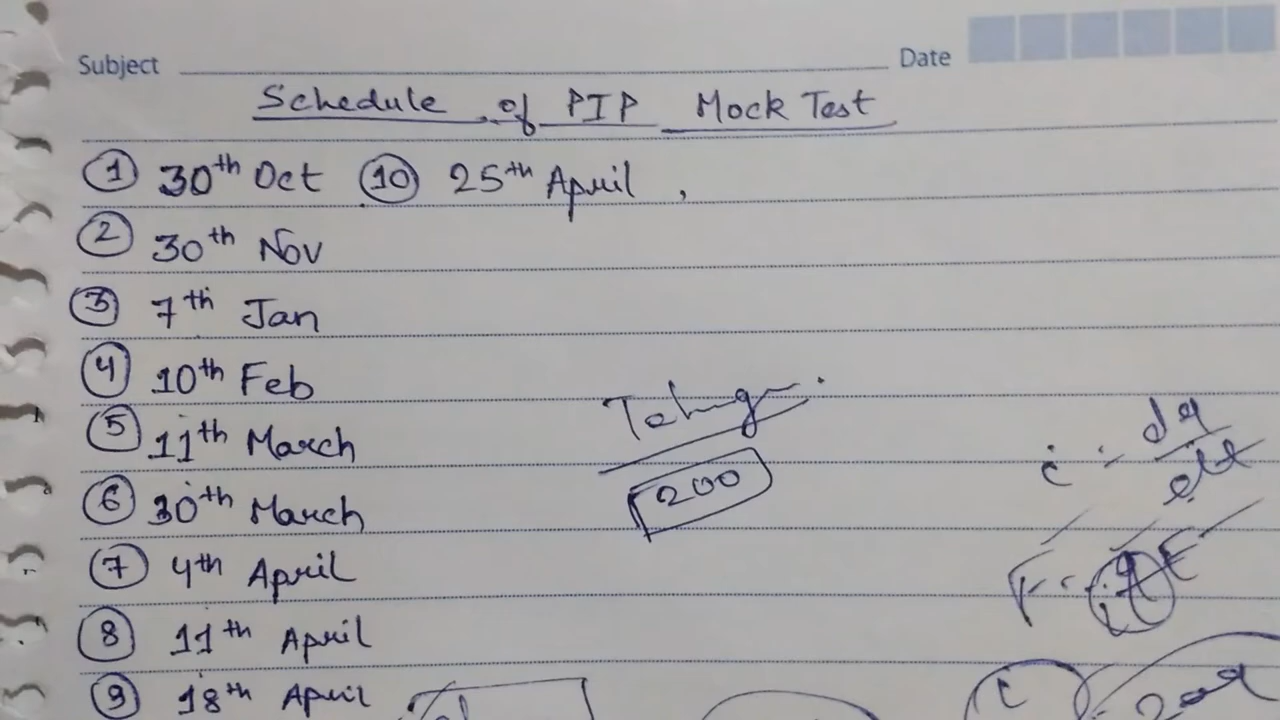 Subject Date
Schedule of PIP Mock Test
① 30th Oct ⑩ 25th April ,
② 30th Nov
③ 7th Jan
④ 10th Feb
⑤ 11th March
⑥ 30th March
⑦ 4th April
⑧ 11th April
⑨ 18th April
200
i = dq/dt